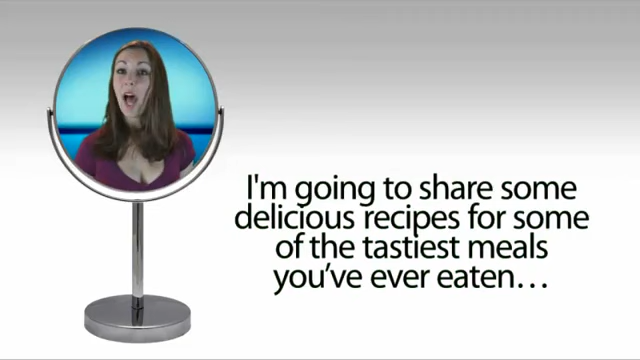 I'm going to share some
delicious recipes for some
of the tastiest meals
you’ve ever eaten…